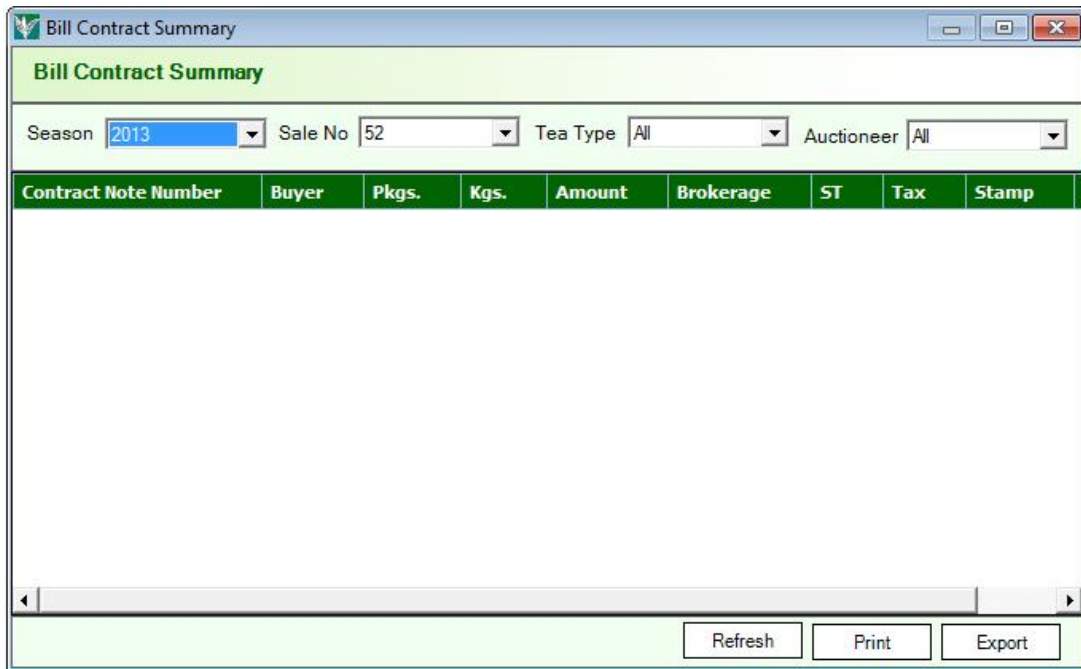 Bill Contract Summary
Bill Contract Summary
Season 2013 Sale No 52 Tea Type All Auctioneer All
Contract Note Number Buyer Pkgs. Kgs. Amount Brokerage ST Tax Stamp
Refresh Print Export